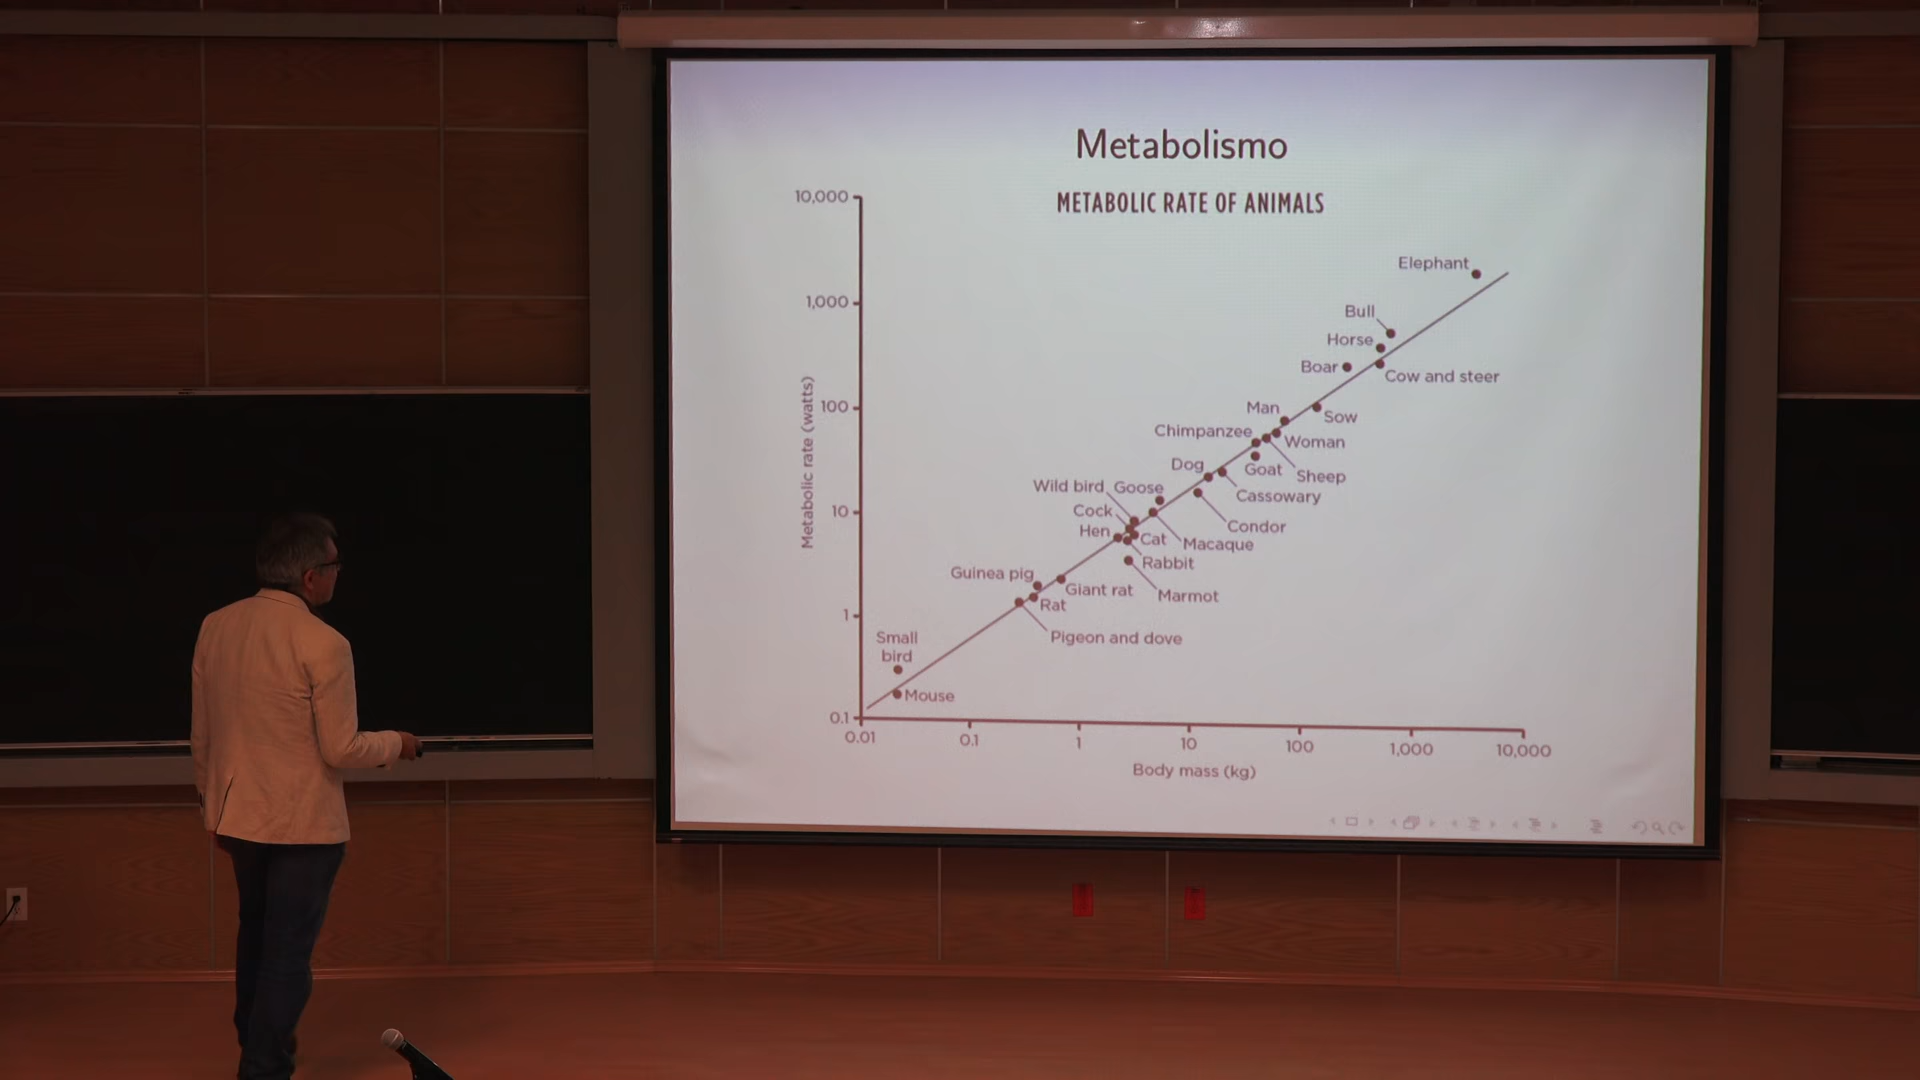 Metabolismo
METABOLIC RATE OF ANIMALS
10,000
1,000
100
10
1
0.1
Metabolic rate (watts)
Elephant
Bull
Horse
Boar
Cow and steer
Man
Sow
Chimpanzee
Woman
Dog
Goat
Sheep
Wild bird
Goose
Cassowary
Cock
Condor
Hen
Cat
Macaque
Rabbit
Guinea pig
Giant rat
Marmot
Rat
Pigeon and dove
Small
bird
Mouse
0.01
0.1
1
10
100
1,000
10,000
Body mass (kg)